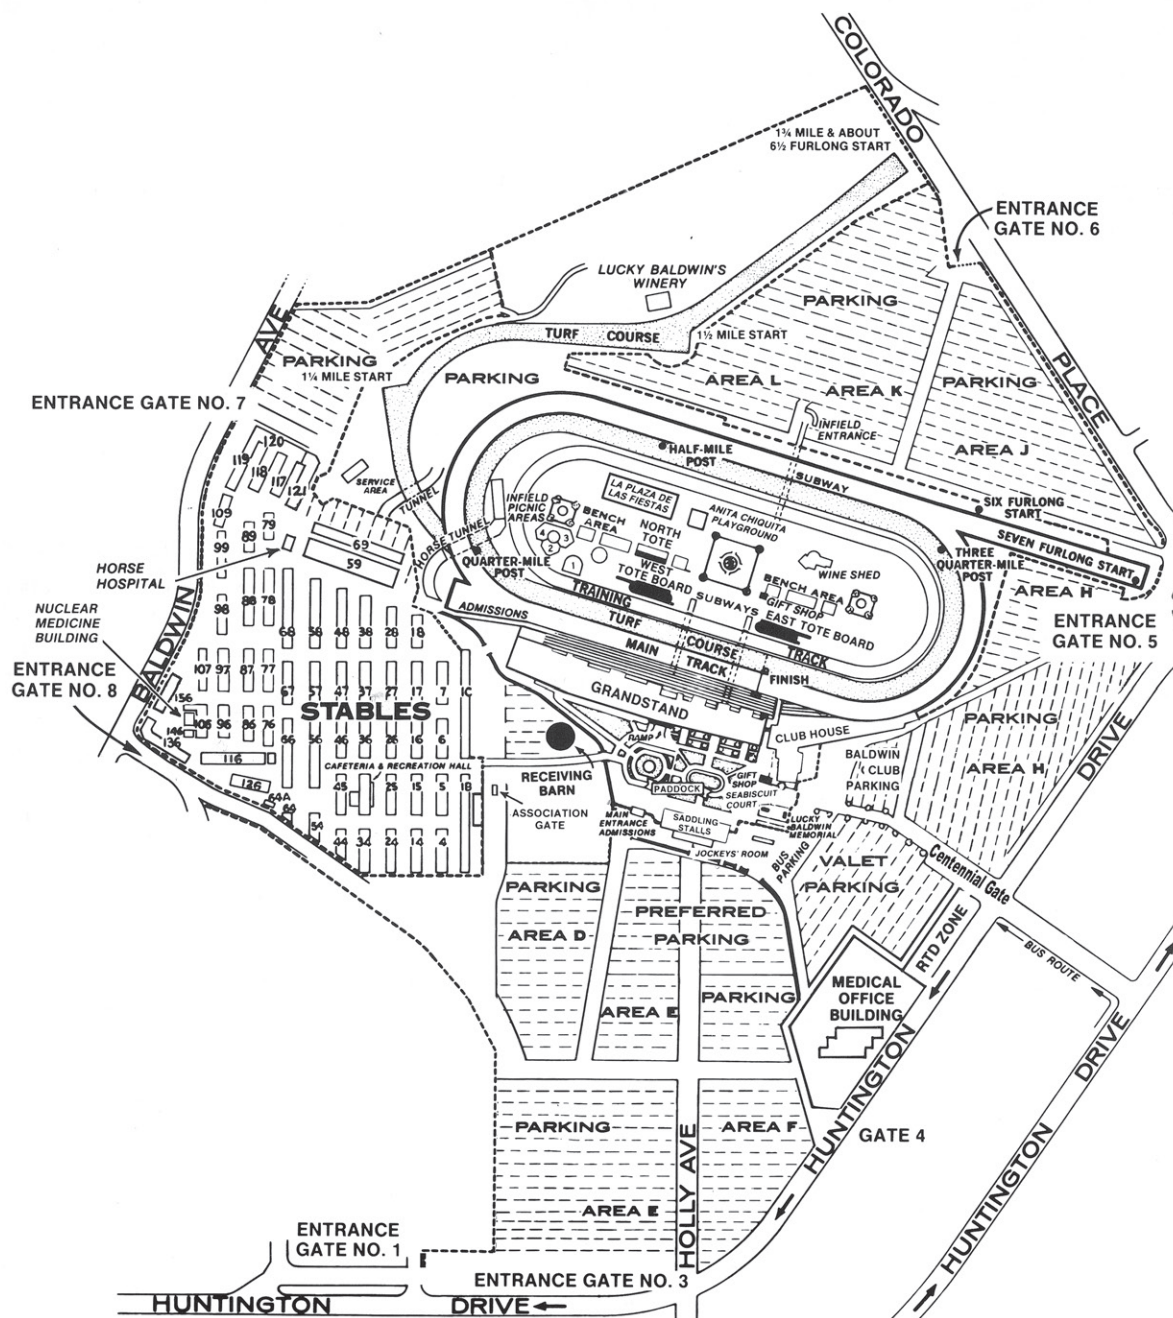 COLORADO
PLACE
1¾ MILE & ABOUT
6½ FURLONG START
ENTRANCE
GATE NO. 6
LUCKY BALDWIN'S
WINERY
PARKING
TURF COURSE
1½ MILE START
AVE
PARKING
1¼ MILE START
PARKING
AREA L
AREA K
PARKING
AREA J
ENTRANCE GATE NO. 7
INFIELD
ENTRANCE
HALF-MILE
POST
SUBWAY
SIX FURLONG
START
SEVEN FURLONG START
120
119
118
117
121
109
SERVICE
AREA
TUNNEL
HORSE TUNNEL
INFIELD
PICNIC
AREAS
4
3
2
1
BENCH
AREA
LA PLAZA DE
LAS FIESTAS
NORTH
TOTE
ANITA CHIQUITA
PLAYGROUND
WEST
TOTE BOARD
SUBWAYS
WINE SHED
BENCH AREA
GIFT SHOP
EAST TOTE BOARD
THREE
QUARTER-MILE
POST
QUARTER-MILE
POST
99
89
79
69
59
HORSE
HOSPITAL
NUCLEAR
MEDICINE
BUILDING
ENTRANCE
GATE NO. 8
BALDWIN
98
88
78
68
58
48
38
28
18
ADMISSIONS
TRAINING
TRACK
TURF COURSE
MAIN
TRACK
FINISH
AREA H
ENTRANCE
GATE NO. 5
107
97
87
77
67
57
47
37
27
17
7
1C
GRANDSTAND
CLUB HOUSE
PARKING
AREA H
DRIVE
STABLES
156
146
136
106
96
86
76
66
56
46
36
26
16
6
CAFETERIA & RECREATION HALL
116
126
64A
64
54
45
25
15
5
1B
44
34
24
14
4
RECEIVING
BARN
ASSOCIATION
GATE
RAMP
PADDOCK
GIFT
SHOP
SEABISCUIT
COURT
MAIN
ENTRANCE
ADMISSIONS
SADDLING
STALLS
LUCKY
BALDWIN
MEMORIAL
JOCKEYS' ROOM
BUS PARKING
BALDWIN
CLUB
PARKING
VALET
PARKING
Centennial Gate
RTD ZONE
BUS ROUTE
PARKING
AREA D
PREFERRED
PARKING
AREA E
PARKING
MEDICAL
OFFICE
BUILDING
HUNTINGTON
DRIVE
PARKING
AREA F
GATE 4
AREA E
HOLLY AVE
HUNTINGTON
ENTRANCE
GATE NO. 1
ENTRANCE GATE NO. 3
HUNTINGTON DRIVE